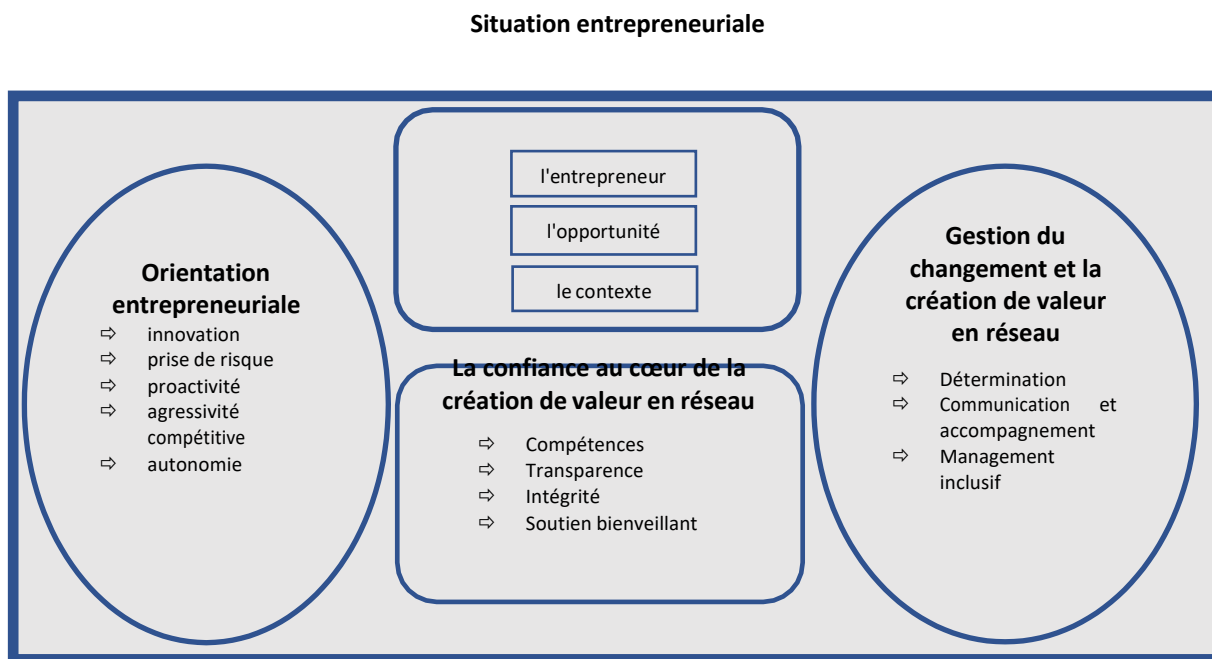 Situation entrepreneuriale
l'entrepreneur
l'opportunité
le contexte
Orientation
entrepreneuriale
⇨ innovation
⇨ prise de risque
⇨ proactivité
⇨ agressivité
compétitive
⇨ autonomie
La confiance au cœur de la
création de valeur en réseau
⇨ Compétences
⇨ Transparence
⇨ Intégrité
⇨ Soutien bienveillant
Gestion du
changement et la
création de valeur
en réseau
⇨ Détermination
⇨ Communication et
accompagnement
⇨ Management
inclusif